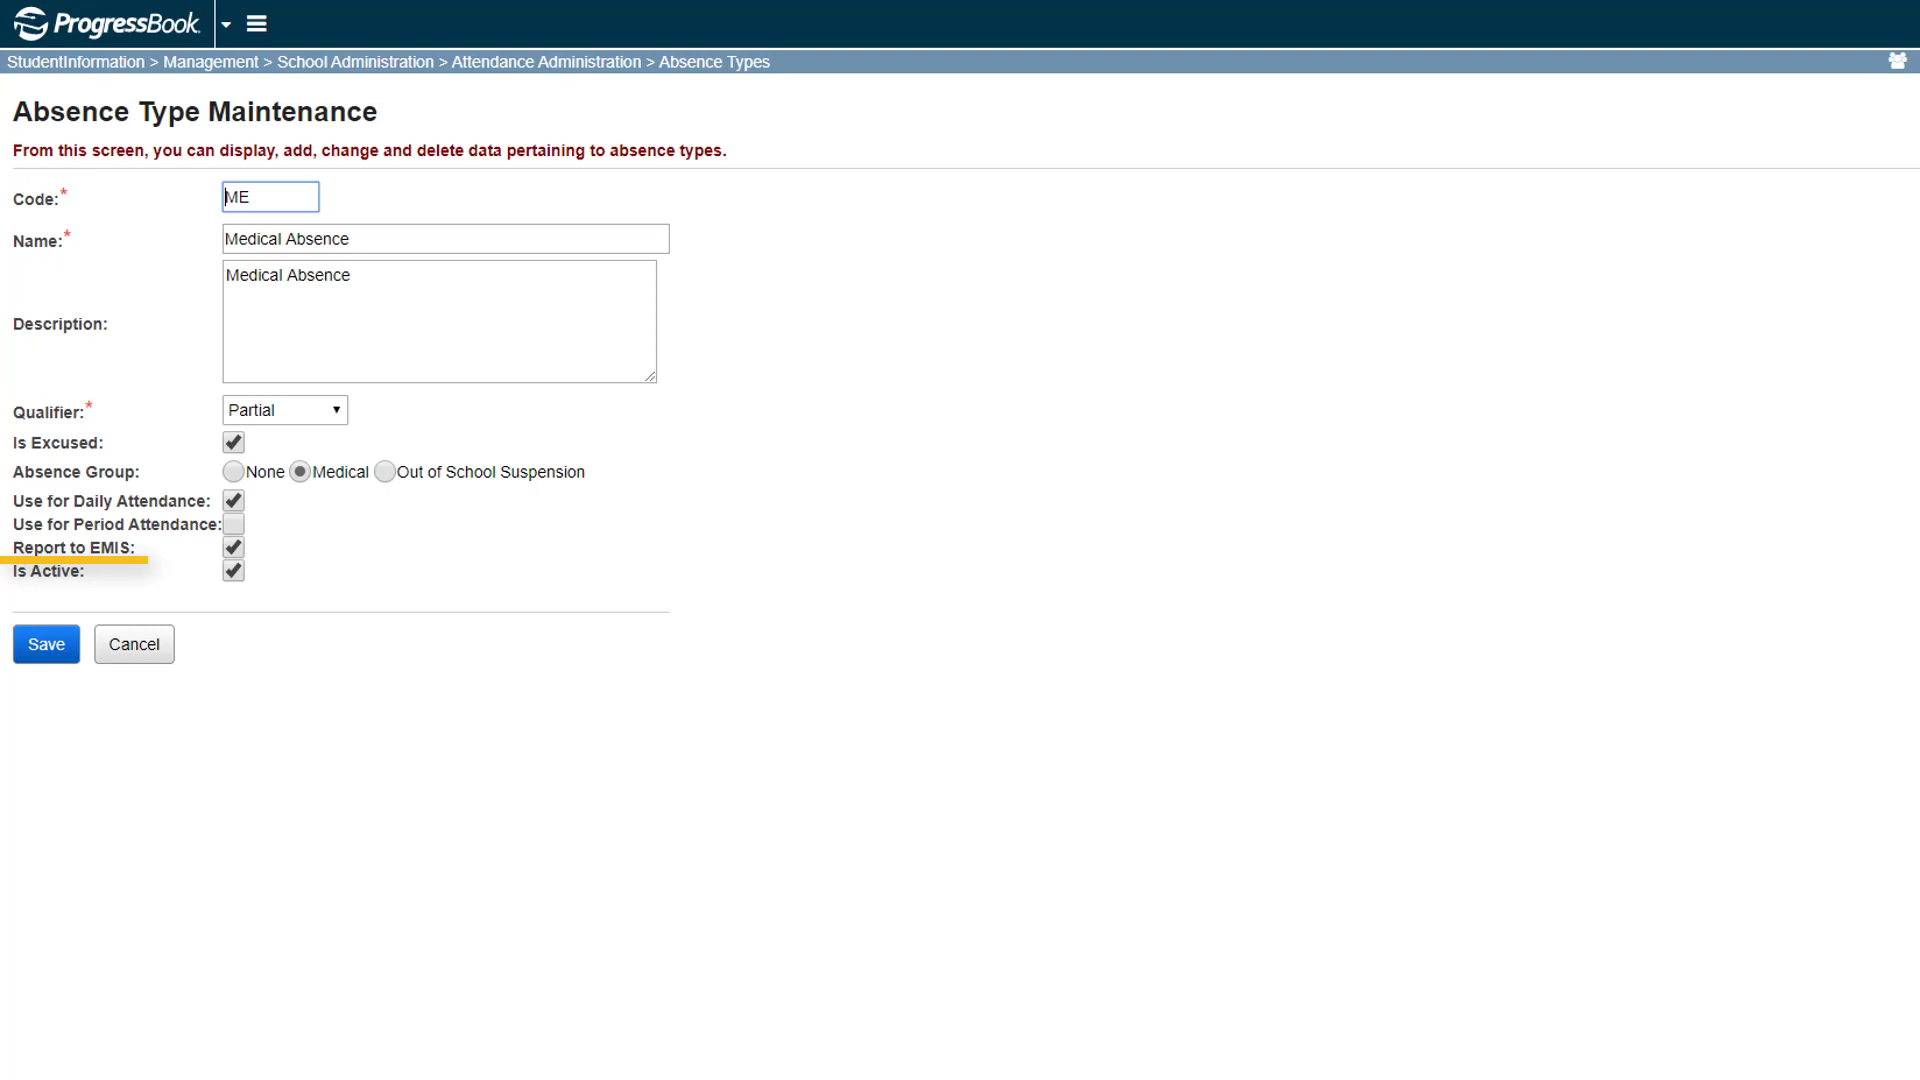 ProgressBook
StudentInformation > Management > School Administration > Attendance Administration > Absence Types
Absence Type Maintenance
From this screen, you can display, add, change and delete data pertaining to absence types.
Code:* ME
Name:* Medical Absence
Description: Medical Absence
Qualifier:* Partial
Is Excused:
Absence Group: None Medical Out of School Suspension
Use for Daily Attendance:
Use for Period Attendance:
Report to EMIS:
Is Active:
Save Cancel